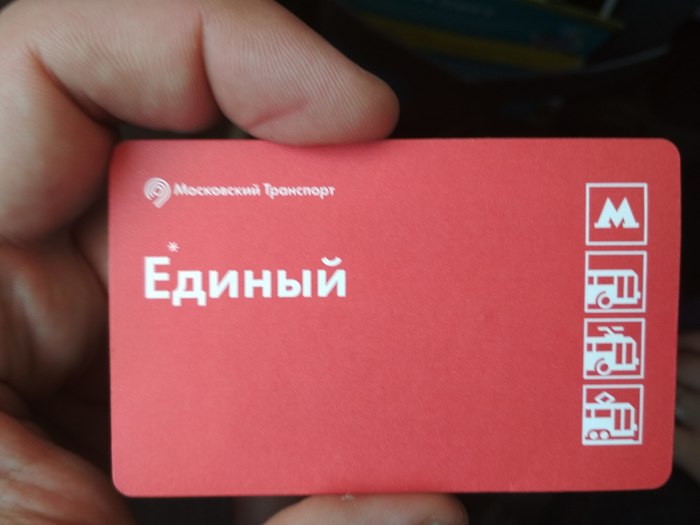 Московский Транспорт
*
Единый
М